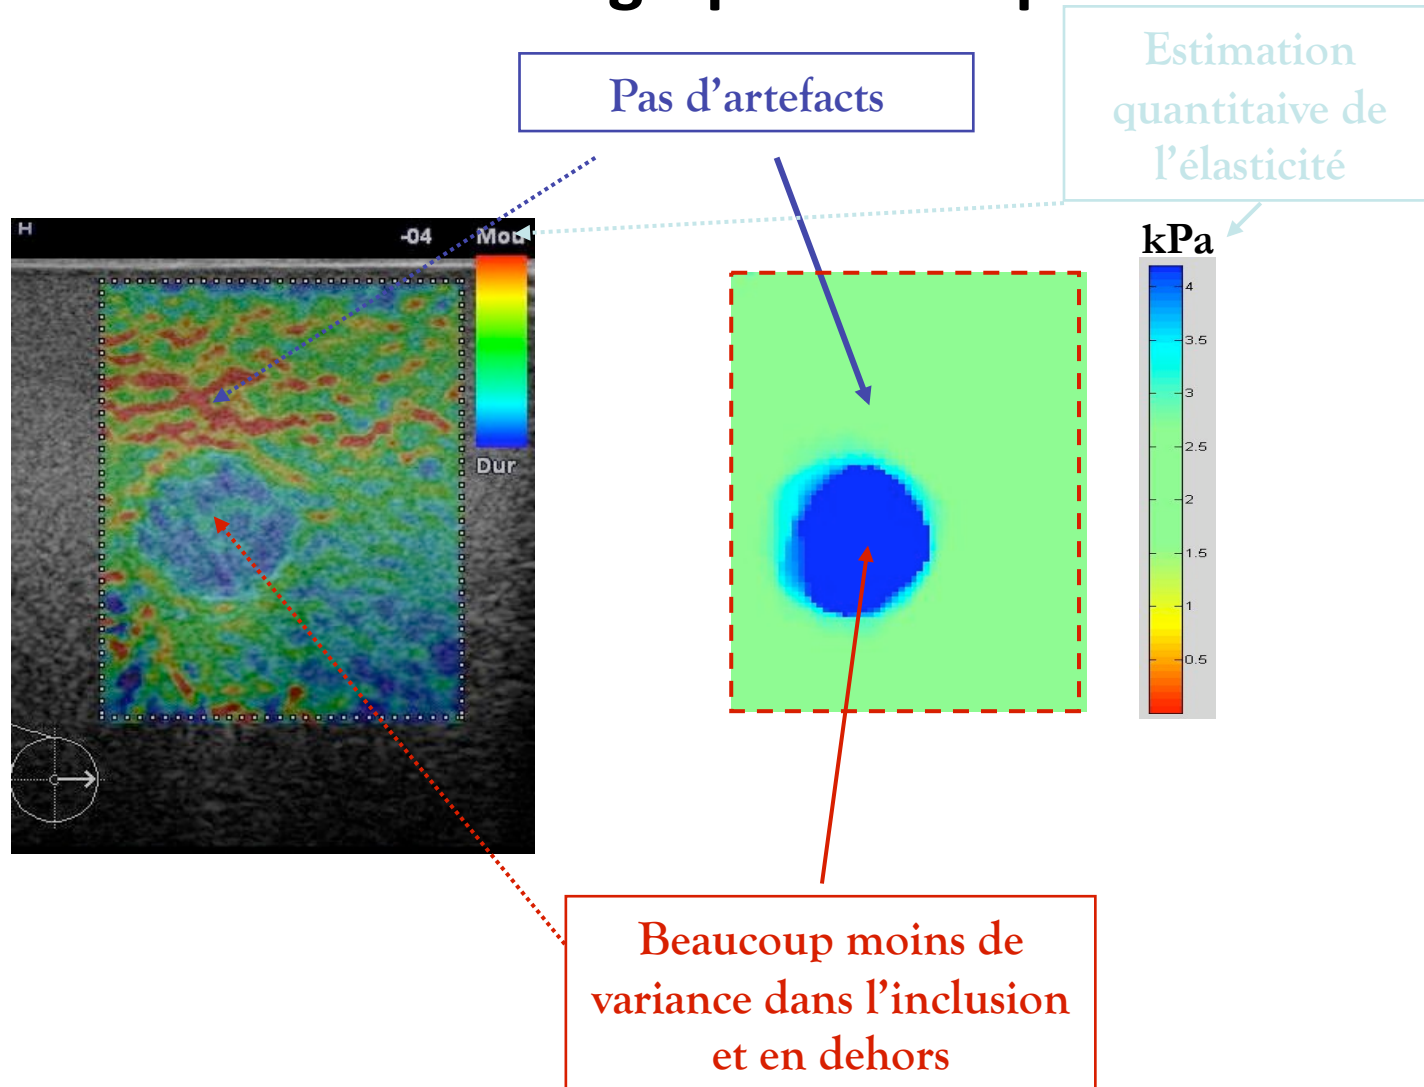 Pas d'artefacts
Estimation
quantitaive de
l'élasticité
H
-04
Mou
Dur
kPa
4
3.5
3
2.5
2
1.5
1
0.5
Beaucoup moins de
variance dans l'inclusion
et en dehors